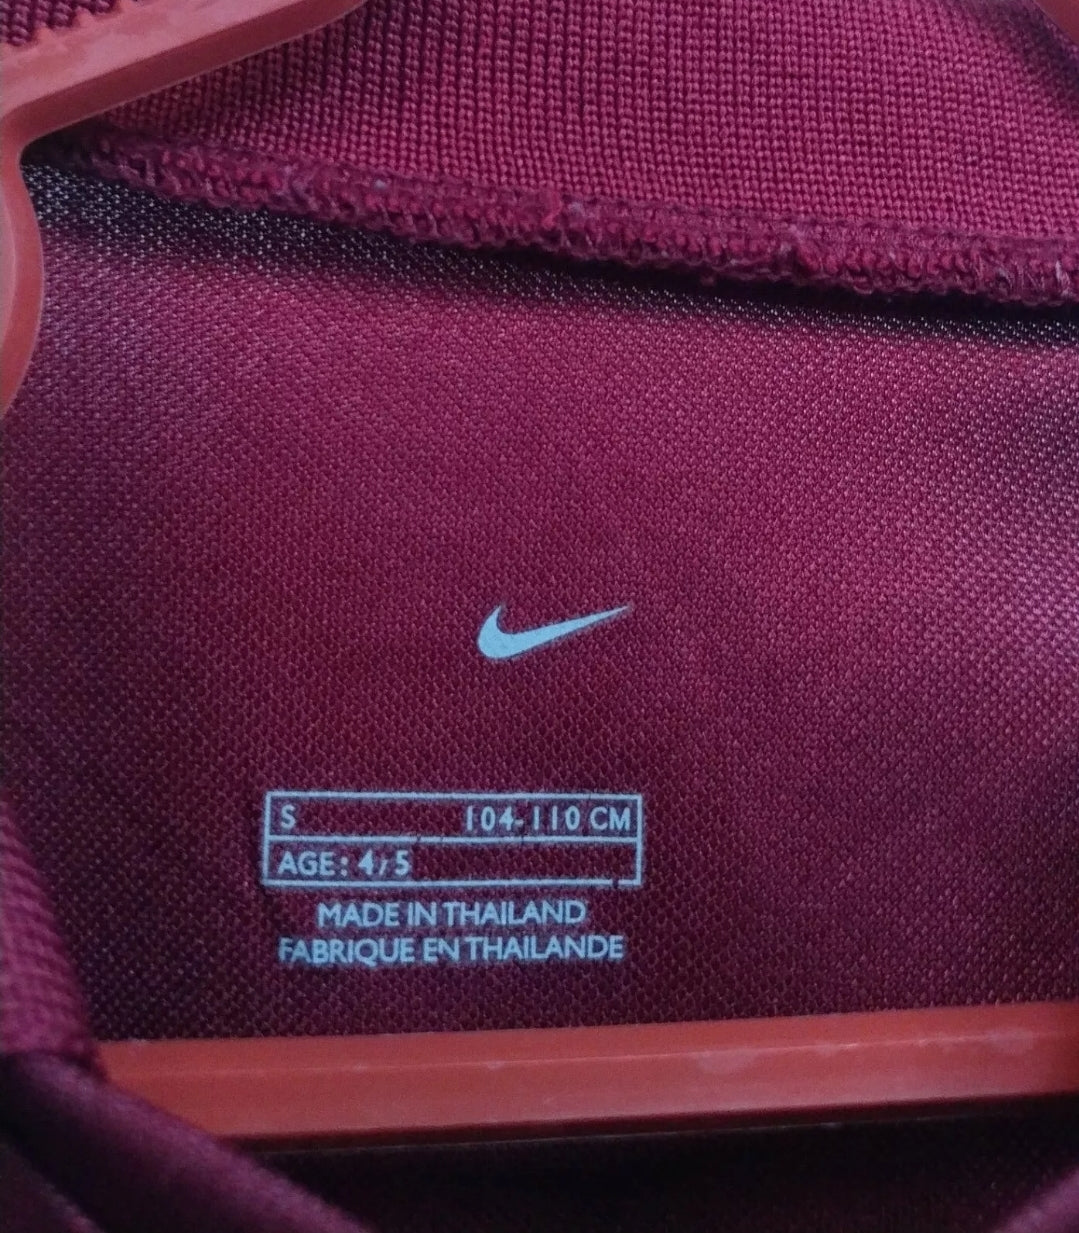 S 104-110 CM
AGE: 4/5
MADE IN THAILAND
FABRIQUE EN THAILANDE